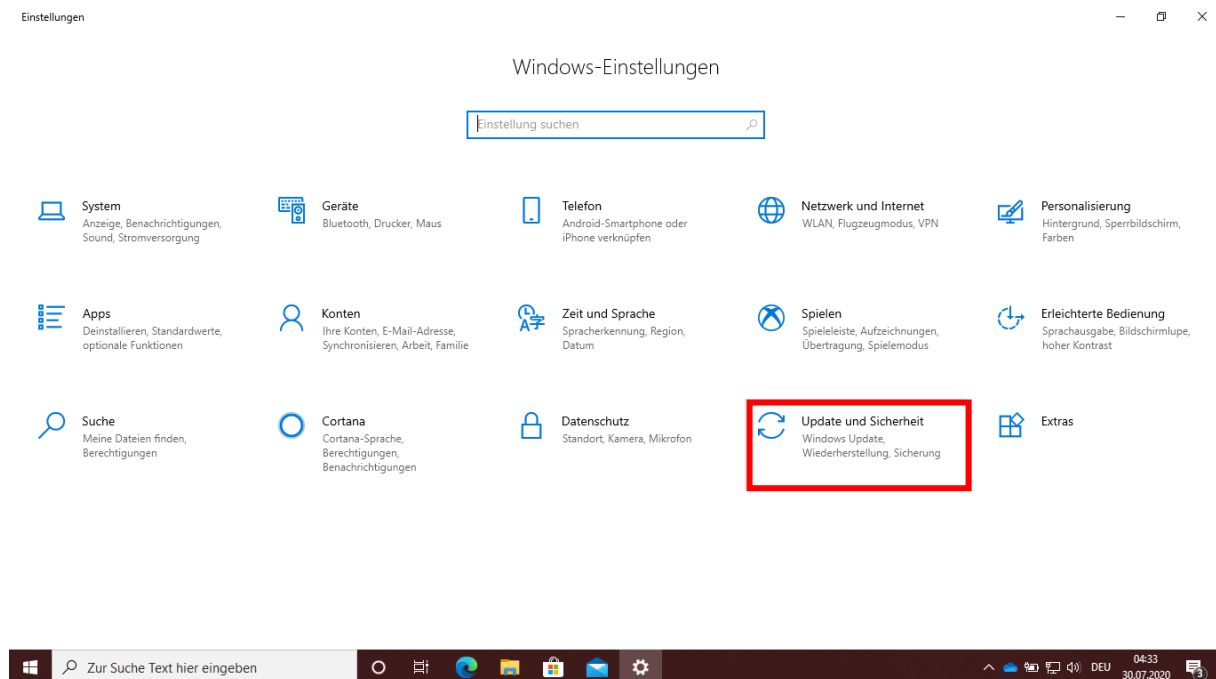 Einstellungen
Windows-Einstellungen
Einstellung suchen
System
Anzeige, Benachrichtigungen,
Sound, Stromversorgung
Geräte
Bluetooth, Drucker, Maus
Telefon
Android-Smartphone oder
iPhone verknüpfen
Netzwerk und Internet
WLAN, Flugzeugmodus, VPN
Personalisierung
Hintergrund, Sperrbildschirm,
Farben
Apps
Deinstallieren, Standardwerte,
optionale Funktionen
Konten
Ihre Konten, E-Mail-Adresse,
Synchronisieren, Arbeit, Familie
Zeit und Sprache
Spracherkennung, Region,
Datum
Spielen
Spieleleiste, Aufzeichnungen,
Übertragung, Spielemodus
Erleichterte Bedienung
Sprachausgabe, Bildschirmlupe,
hoher Kontrast
Suche
Meine Dateien finden,
Berechtigungen
Cortana
Cortana-Sprache,
Berechtigungen,
Benachrichtigungen
Datenschutz
Standort, Kamera, Mikrofon
Update und Sicherheit
Windows Update,
Wiederherstellung, Sicherung
Extras
Zur Suche Text hier eingeben
DEU
04:33
30.07.2020
3